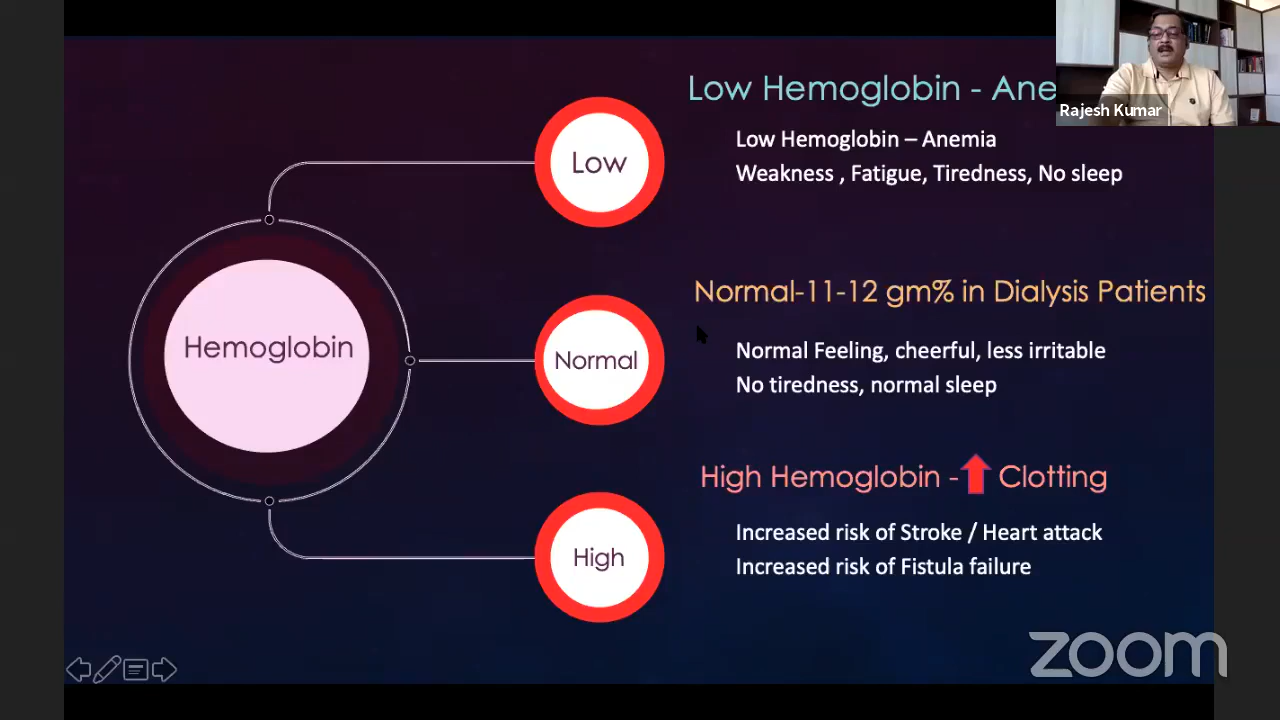 Low Hemoglobin - Ane
Rajesh Kumar
Low Hemoglobin – Anemia
Weakness , Fatigue, Tiredness, No sleep
Low
Normal-11-12 gm% in Dialysis Patients
Hemoglobin
Normal
Normal Feeling, cheerful, less irritable
No tiredness, normal sleep
High Hemoglobin - Clotting
High
Increased risk of Stroke / Heart attack
Increased risk of Fistula failure
zoom